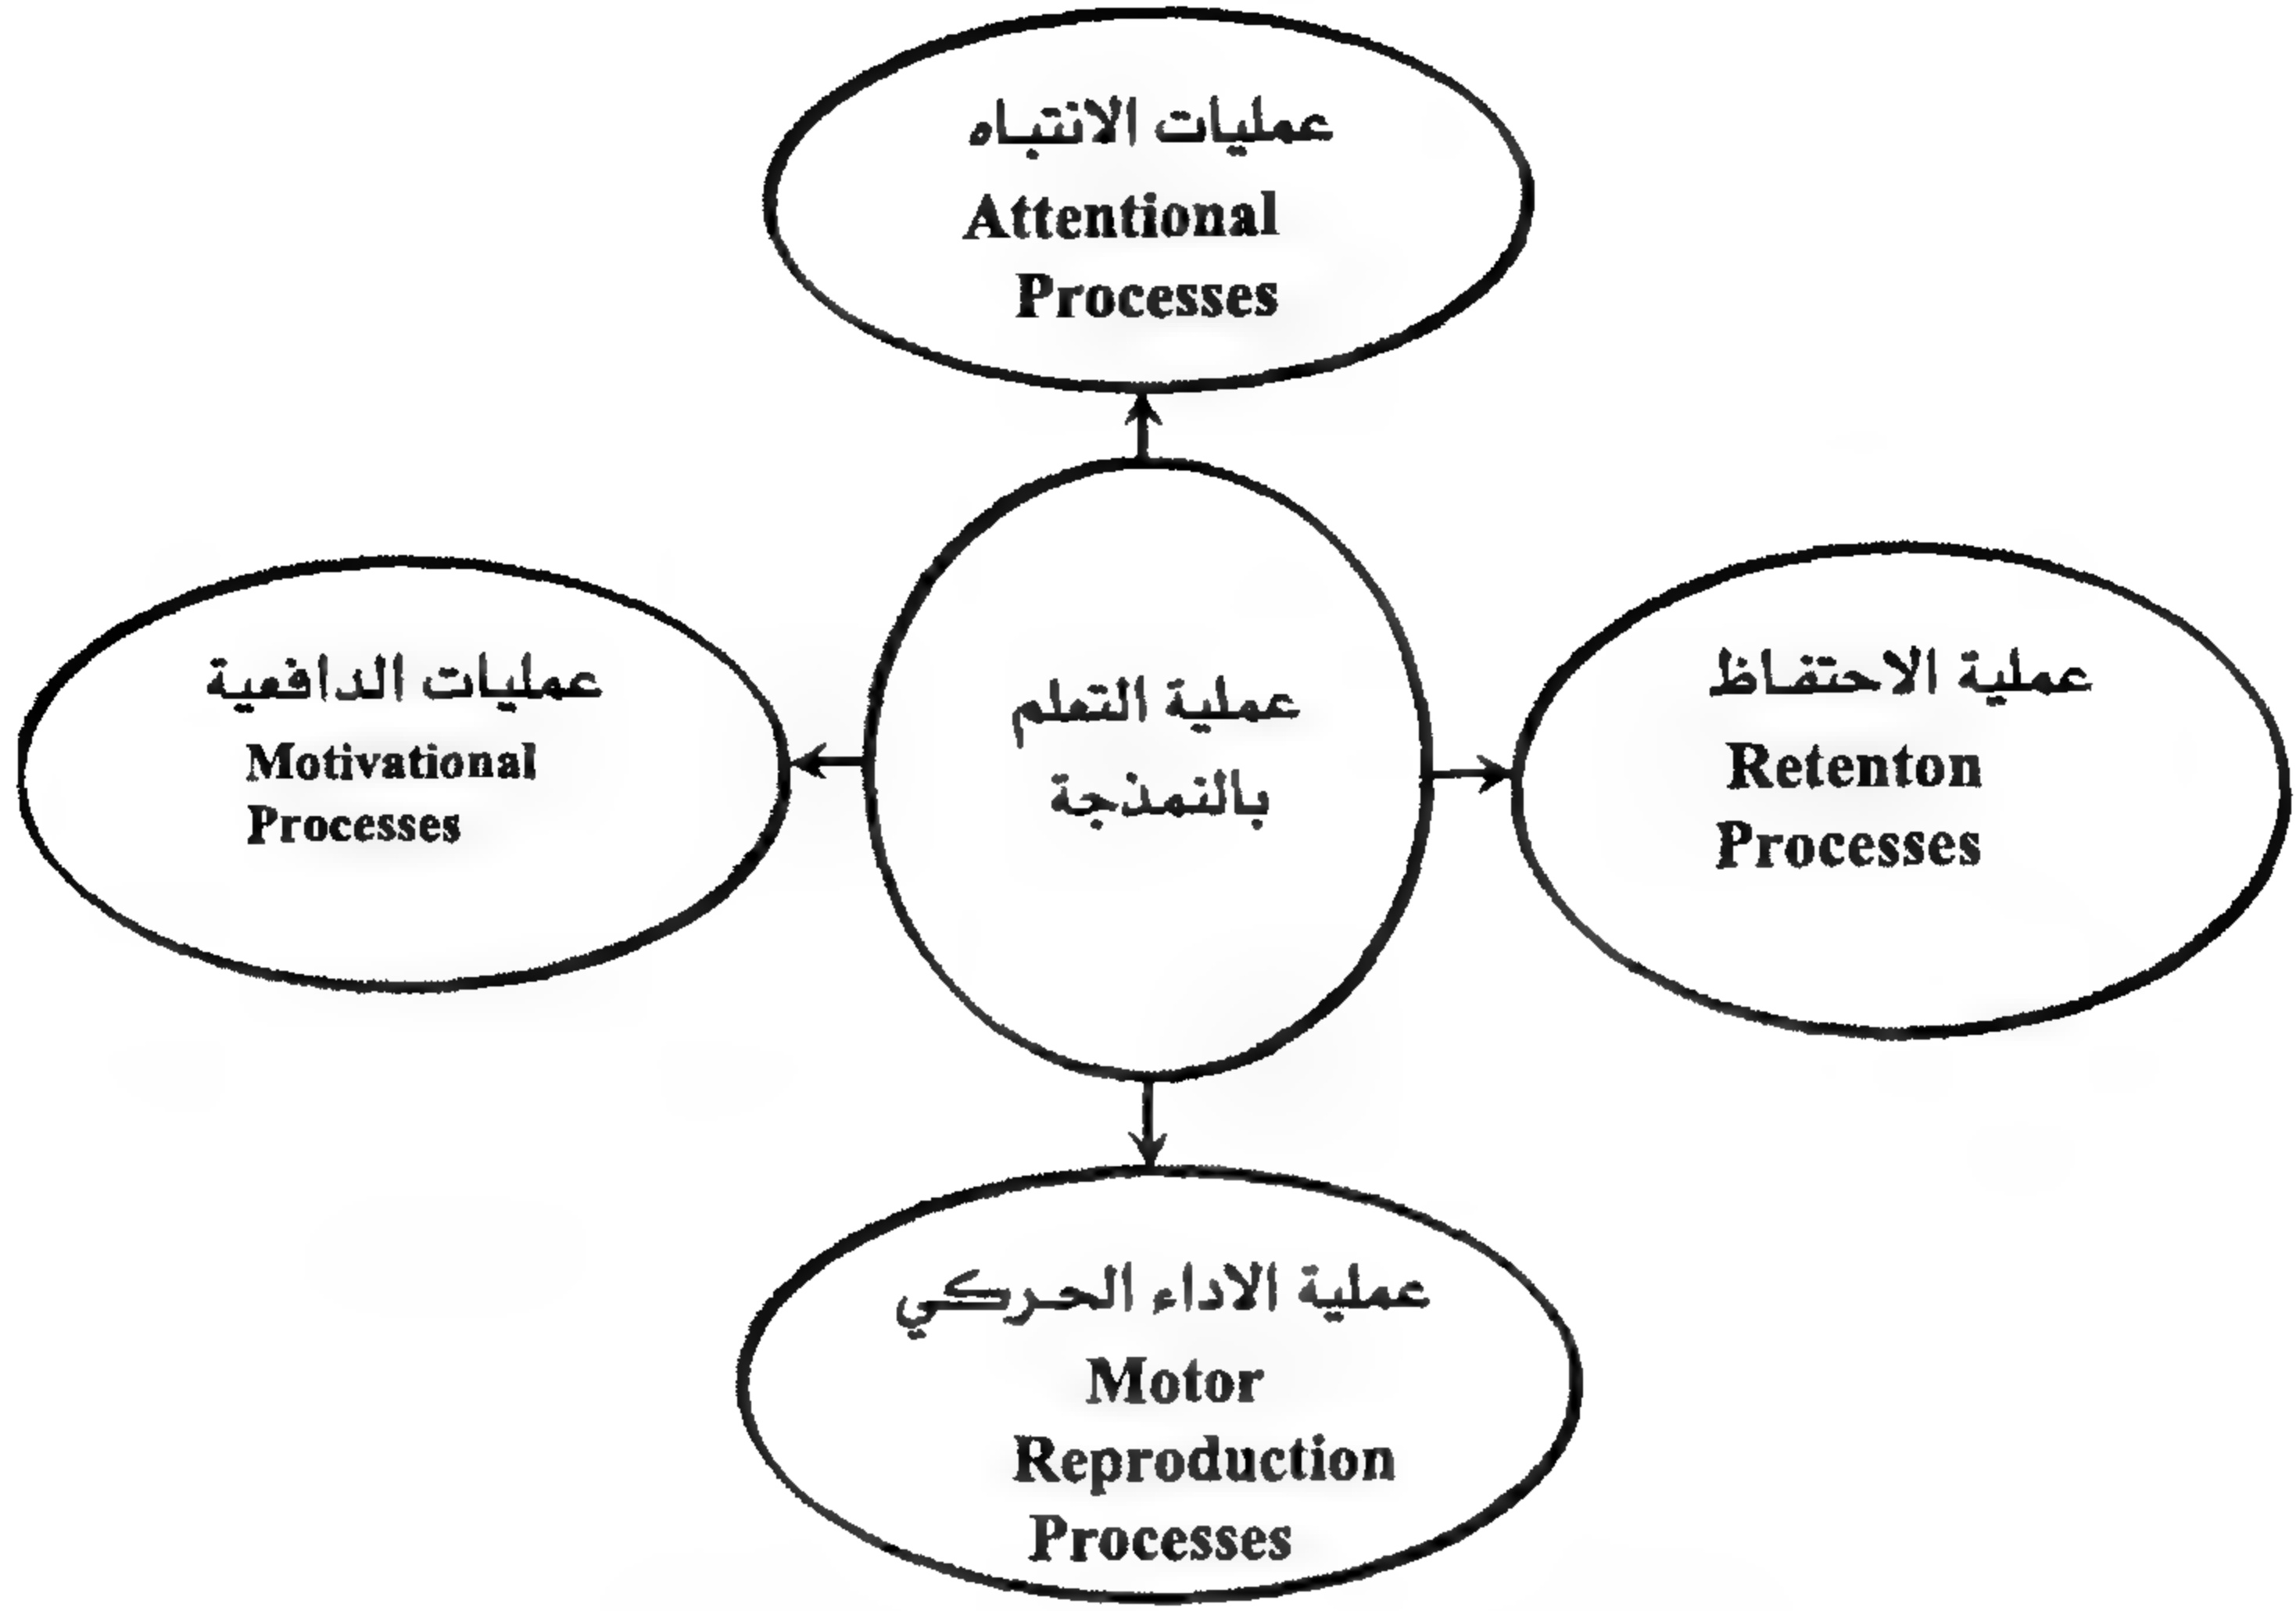 عمليات الانتباه
Attentional
Processes
عمليات الدافعية
Motivational
Processes
عملية التعلم
بالنمذجة
عملية الاحتفاظ
Retenton
Processes
عملية الاداء الحركي
Motor
Reproduction
Processes